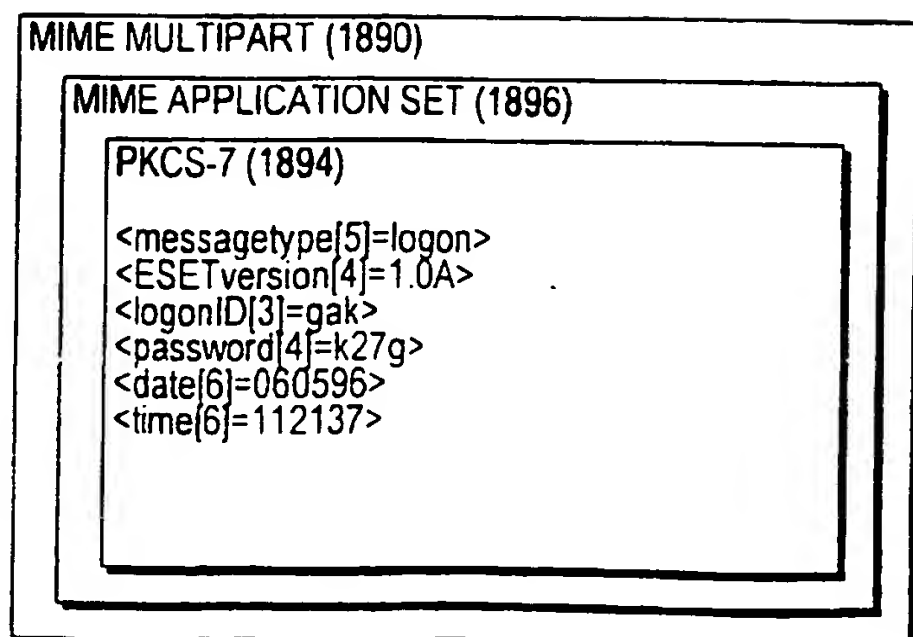 MIME MULTIPART (1890)
MIME APPLICATION SET (1896)
PKCS-7 (1894)
<messagetype[5]=logon>
<ESETversion[4]=1.0A>
<logonID[3]=gak>
<password[4]=k27g>
<date[6]=060596>
<time[6]=112137>